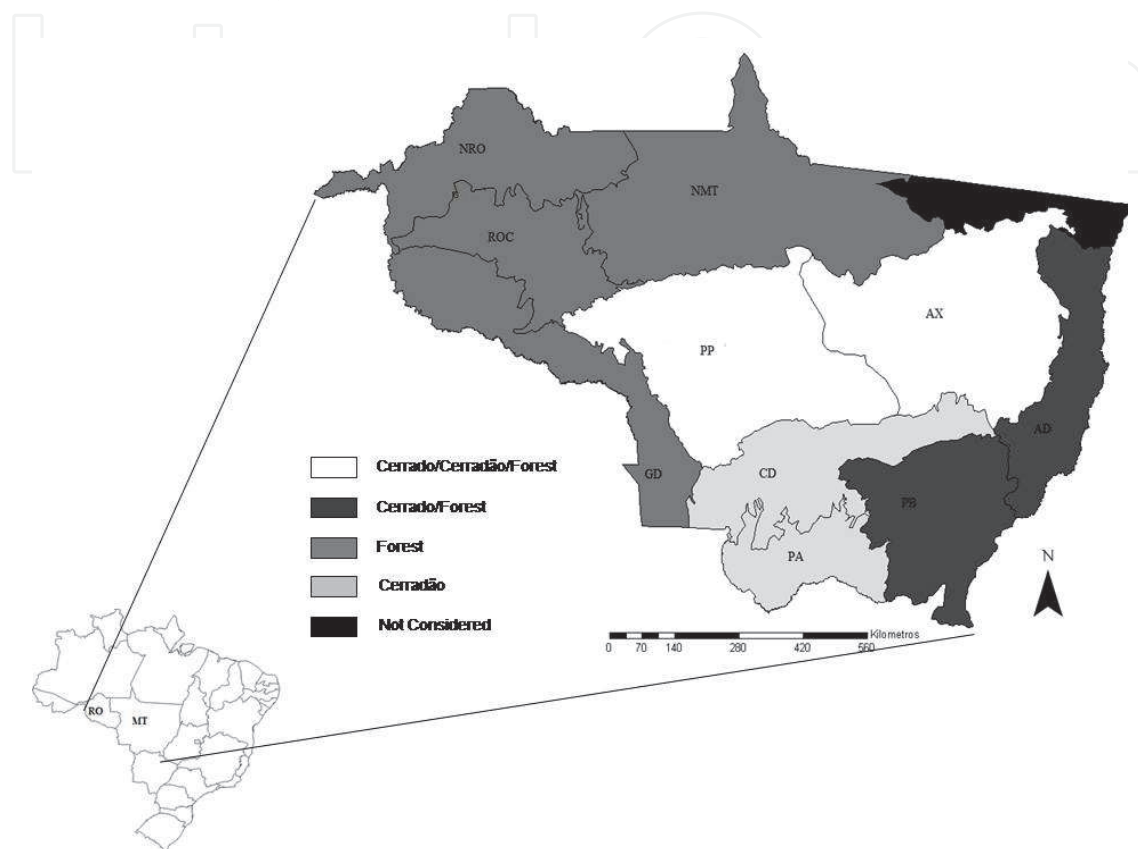 NRO
NMT
ROC
AX
PP
AD
GD
CD
PB
PA
Cerrado/Cerradão/Forest
Cerrado/Forest
Forest
Cerradão
Not Considered
N
Kilometros
0 70 140 280 420 560
RO
MT